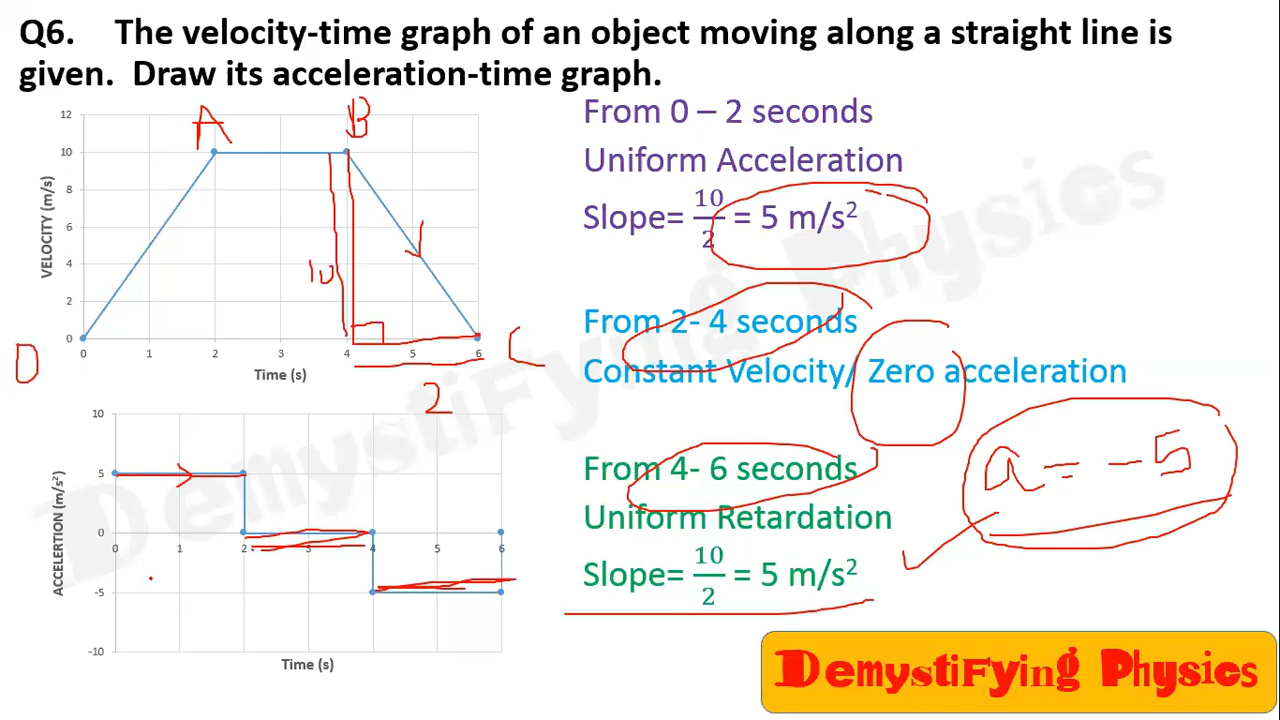 Q6. The velocity-time graph of an object moving along a straight line is
given. Draw its acceleration-time graph.
From 0 – 2 seconds
Uniform Acceleration
Slope= 10/2 = 5 m/s²
From 2- 4 seconds
Constant Velocity/ Zero acceleration
From 4- 6 seconds
Uniform Retardation
Slope= 10/2 = 5 m/s²
a = -5
A
B
12
10
8
6
4
2
0
VELOCITY (m/s)
10
0 1 2 3 4 5 6
Time (s)
D
C
2
10
5
0
-5
-10
ACCELERTION (m/s²)
0 1 2 3 4 5 6
Time (s)
DemystiFying Physics
DemystiFying Physics